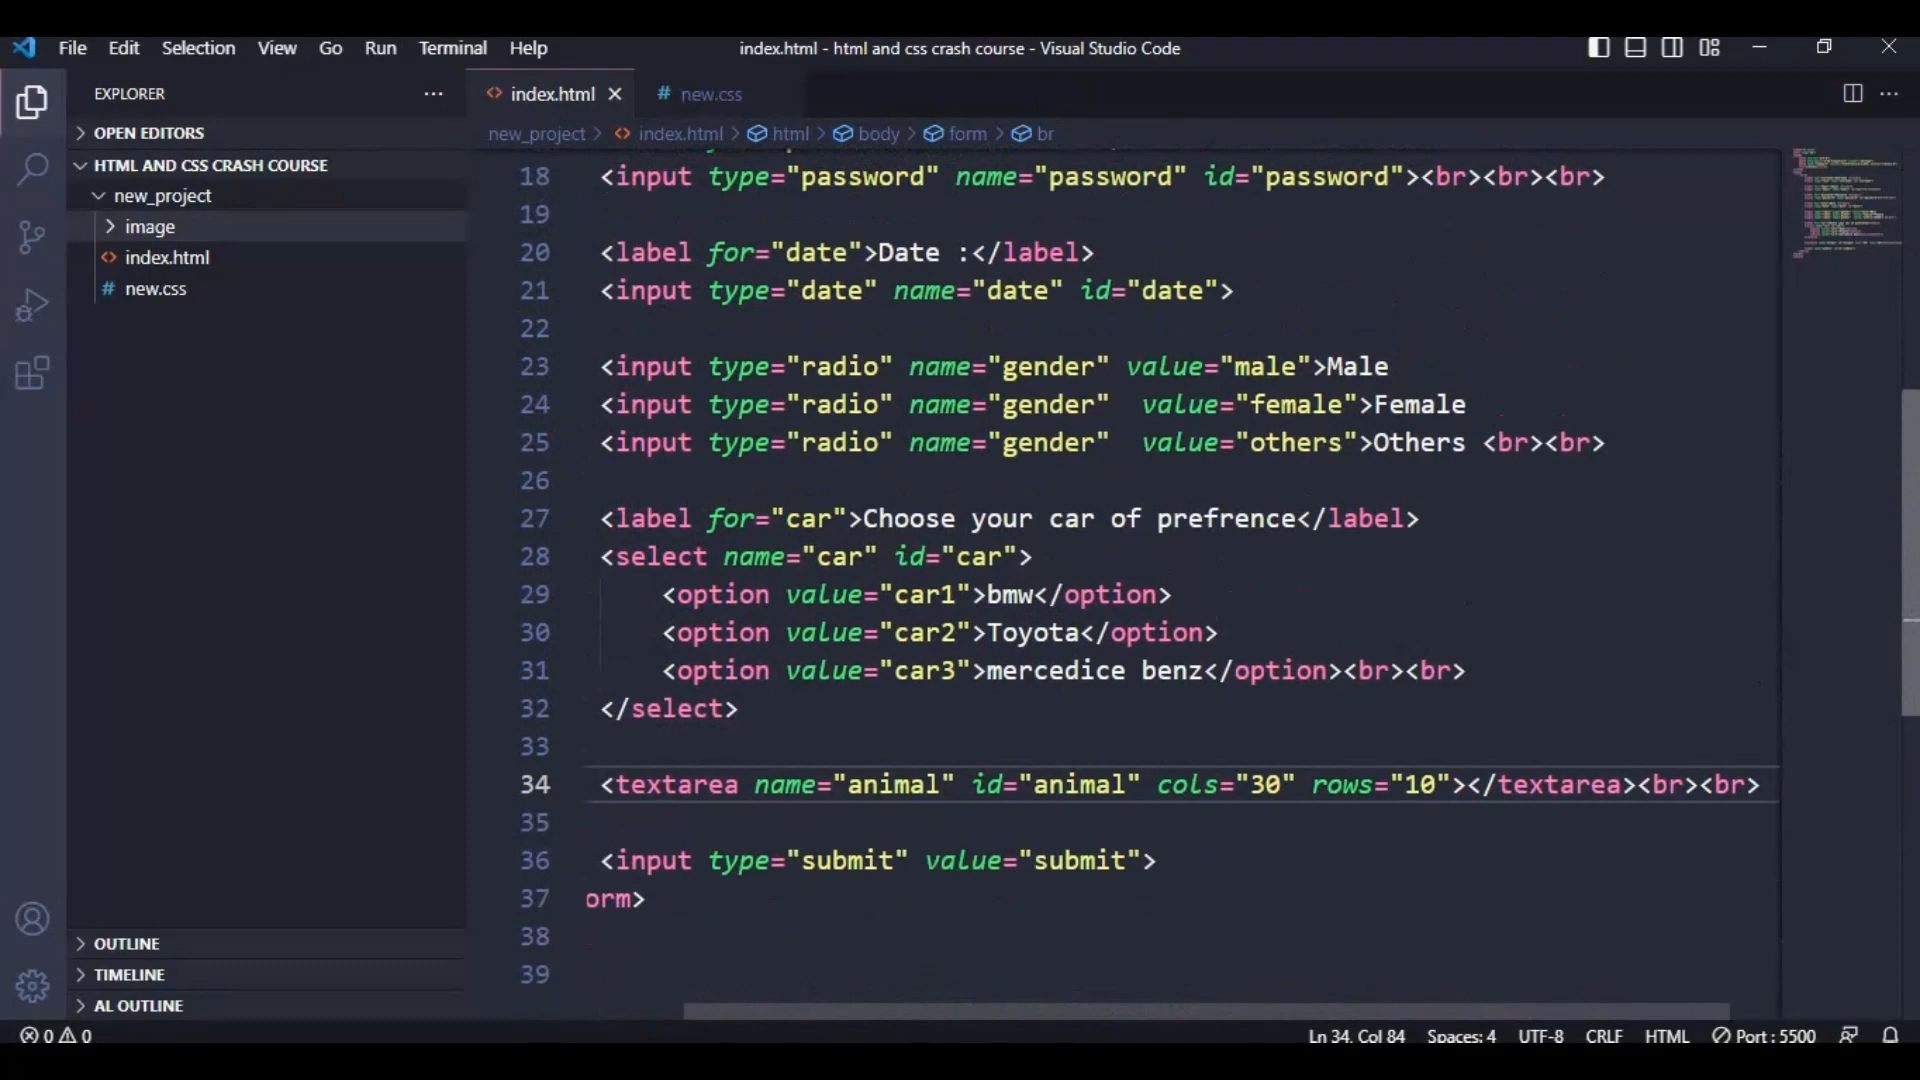 File Edit Selection View Go Run Terminal Help
index.html - html and css crash course - Visual Studio Code
EXPLORER
OPEN EDITORS
HTML AND CSS CRASH COURSE
new_project
image
index.html
new.css
OUTLINE
TIMELINE
AL OUTLINE
index.html
new.css
new_project > index.html > html > body > form > br
18 <input type="password" name="password" id="password"><br><br><br>
19
20 <label for="date">Date :</label>
21 <input type="date" name="date" id="date">
22
23 <input type="radio" name="gender" value="male">Male
24 <input type="radio" name="gender"  value="female">Female
25 <input type="radio" name="gender"  value="others">Others <br><br>
26
27 <label for="car">Choose your car of prefrence</label>
28 <select name="car" id="car">
29     <option value="car1">bmw</option>
30     <option value="car2">Toyota</option>
31     <option value="car3">mercedice benz</option><br><br>
32 </select>
33
34 <textarea name="animal" id="animal" cols="30" rows="10"></textarea><br><br>
35
36 <input type="submit" value="submit">
37 orm>
38
39
0 0 Ln 34, Col 84 Spaces: 4 UTF-8 CRLF HTML Port : 5500